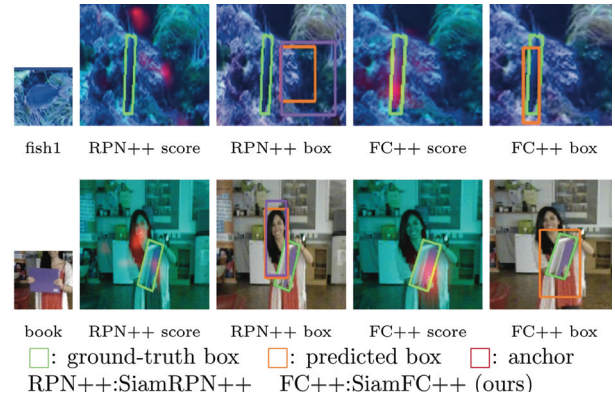 fish1 RPN++ score RPN++ box FC++ score FC++ box
book RPN++ score RPN++ box FC++ score FC++ box
: ground-truth box : predicted box : anchor
RPN++:SiamRPN++ FC++:SiamFC++ (ours)